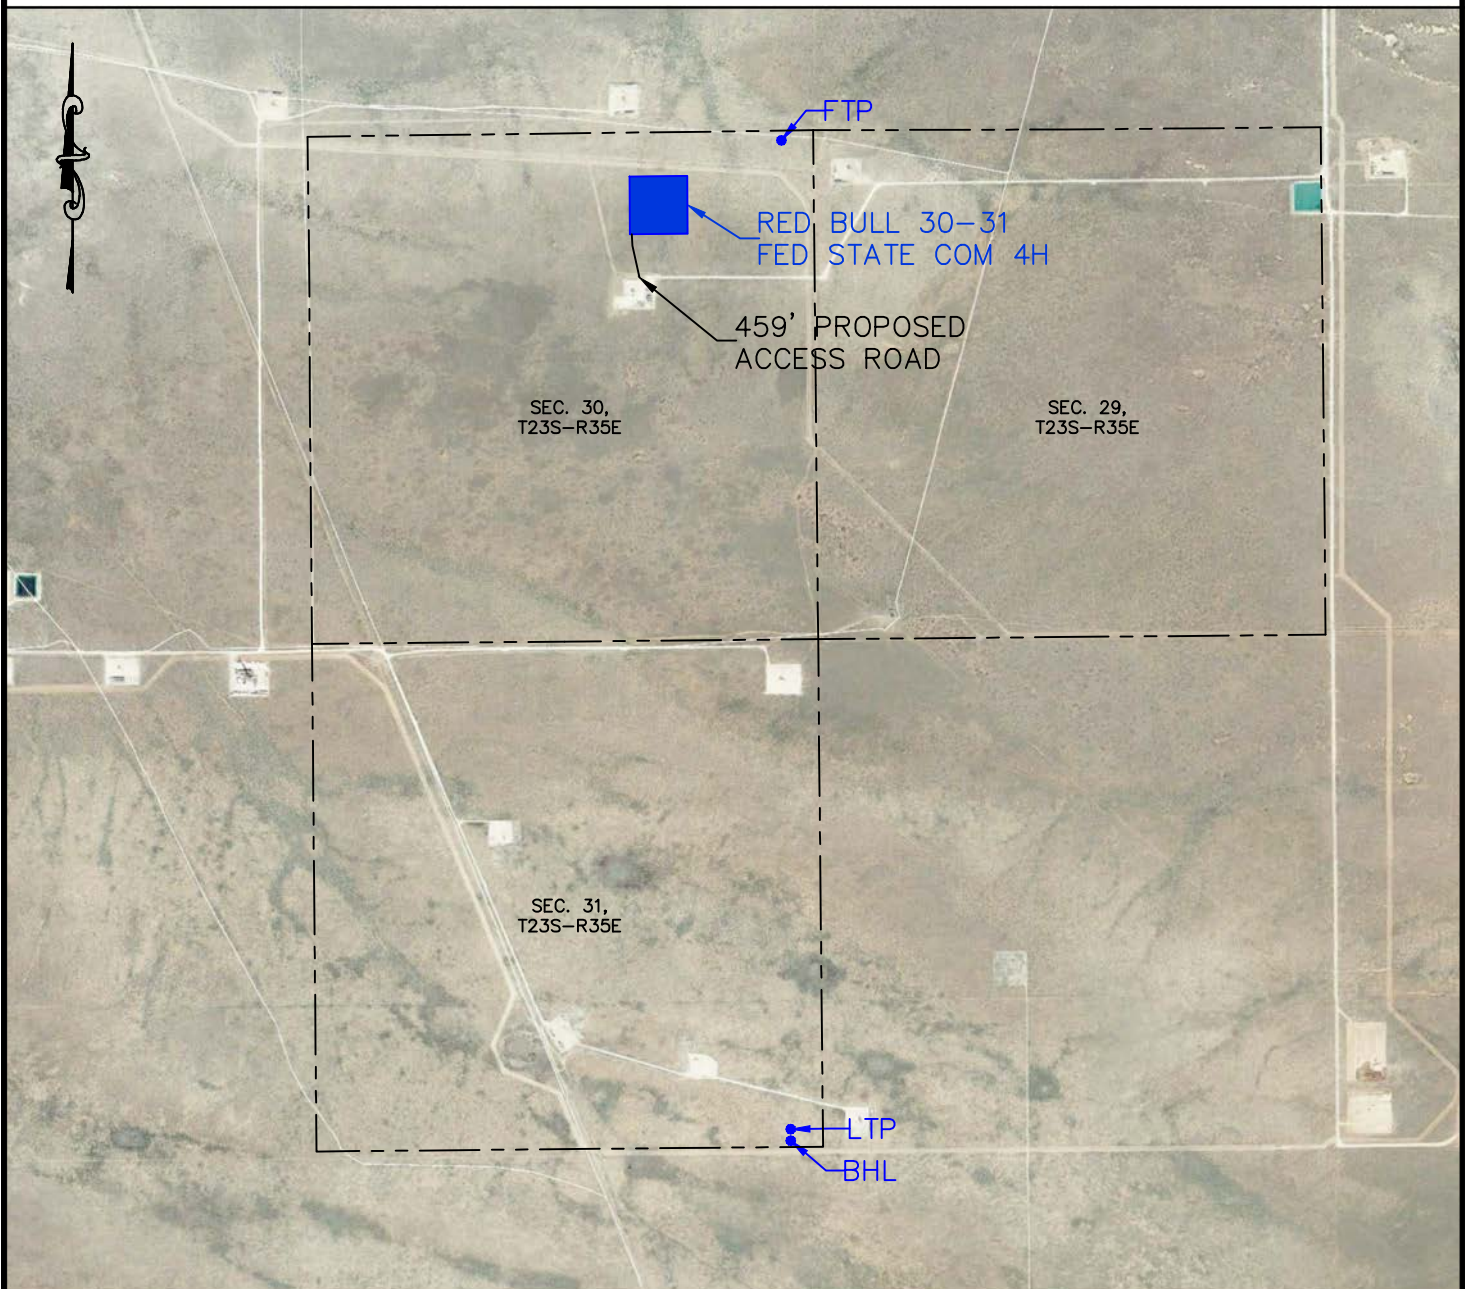 FTP
RED BULL 30-31
FED STATE COM 4H
459' PROPOSED
ACCESS ROAD
SEC. 30,
T23S-R35E
SEC. 29,
T23S-R35E
SEC. 31,
T23S-R35E
LTP
BHL